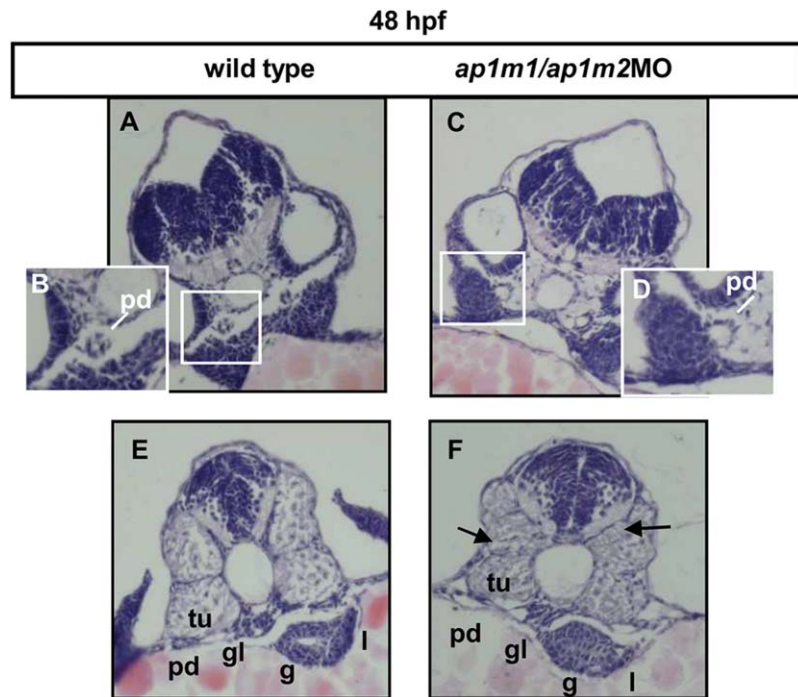 48 hpf
wild type ap1m1/ap1m2MO
A
C
B
pd
D
pd
E
F
tu
pd
gl
g
l
tu
pd
gl
g
l